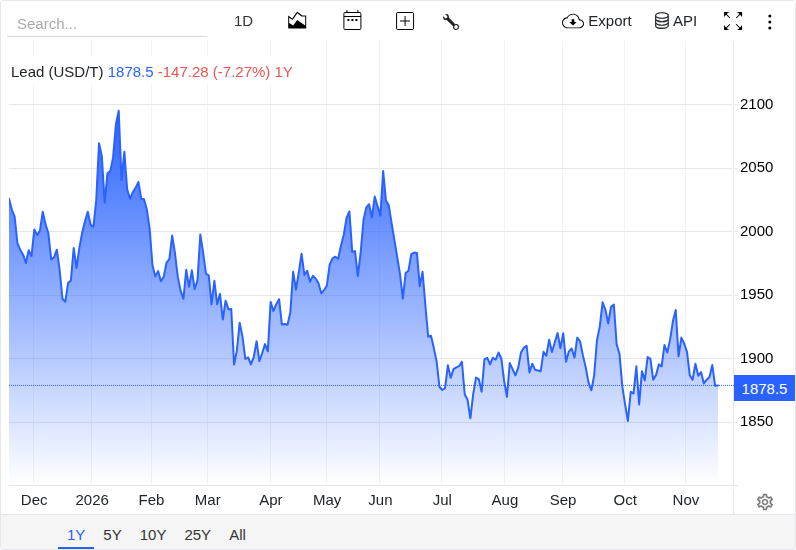 Search... 1D Export API
Lead (USD/T) 1878.5 -147.28 (-7.27%) 1Y
2100
2050
2000
1950
1900
1878.5
1850
Dec 2026 Feb Mar Apr May Jun Jul Aug Sep Oct Nov
1Y 5Y 10Y 25Y All